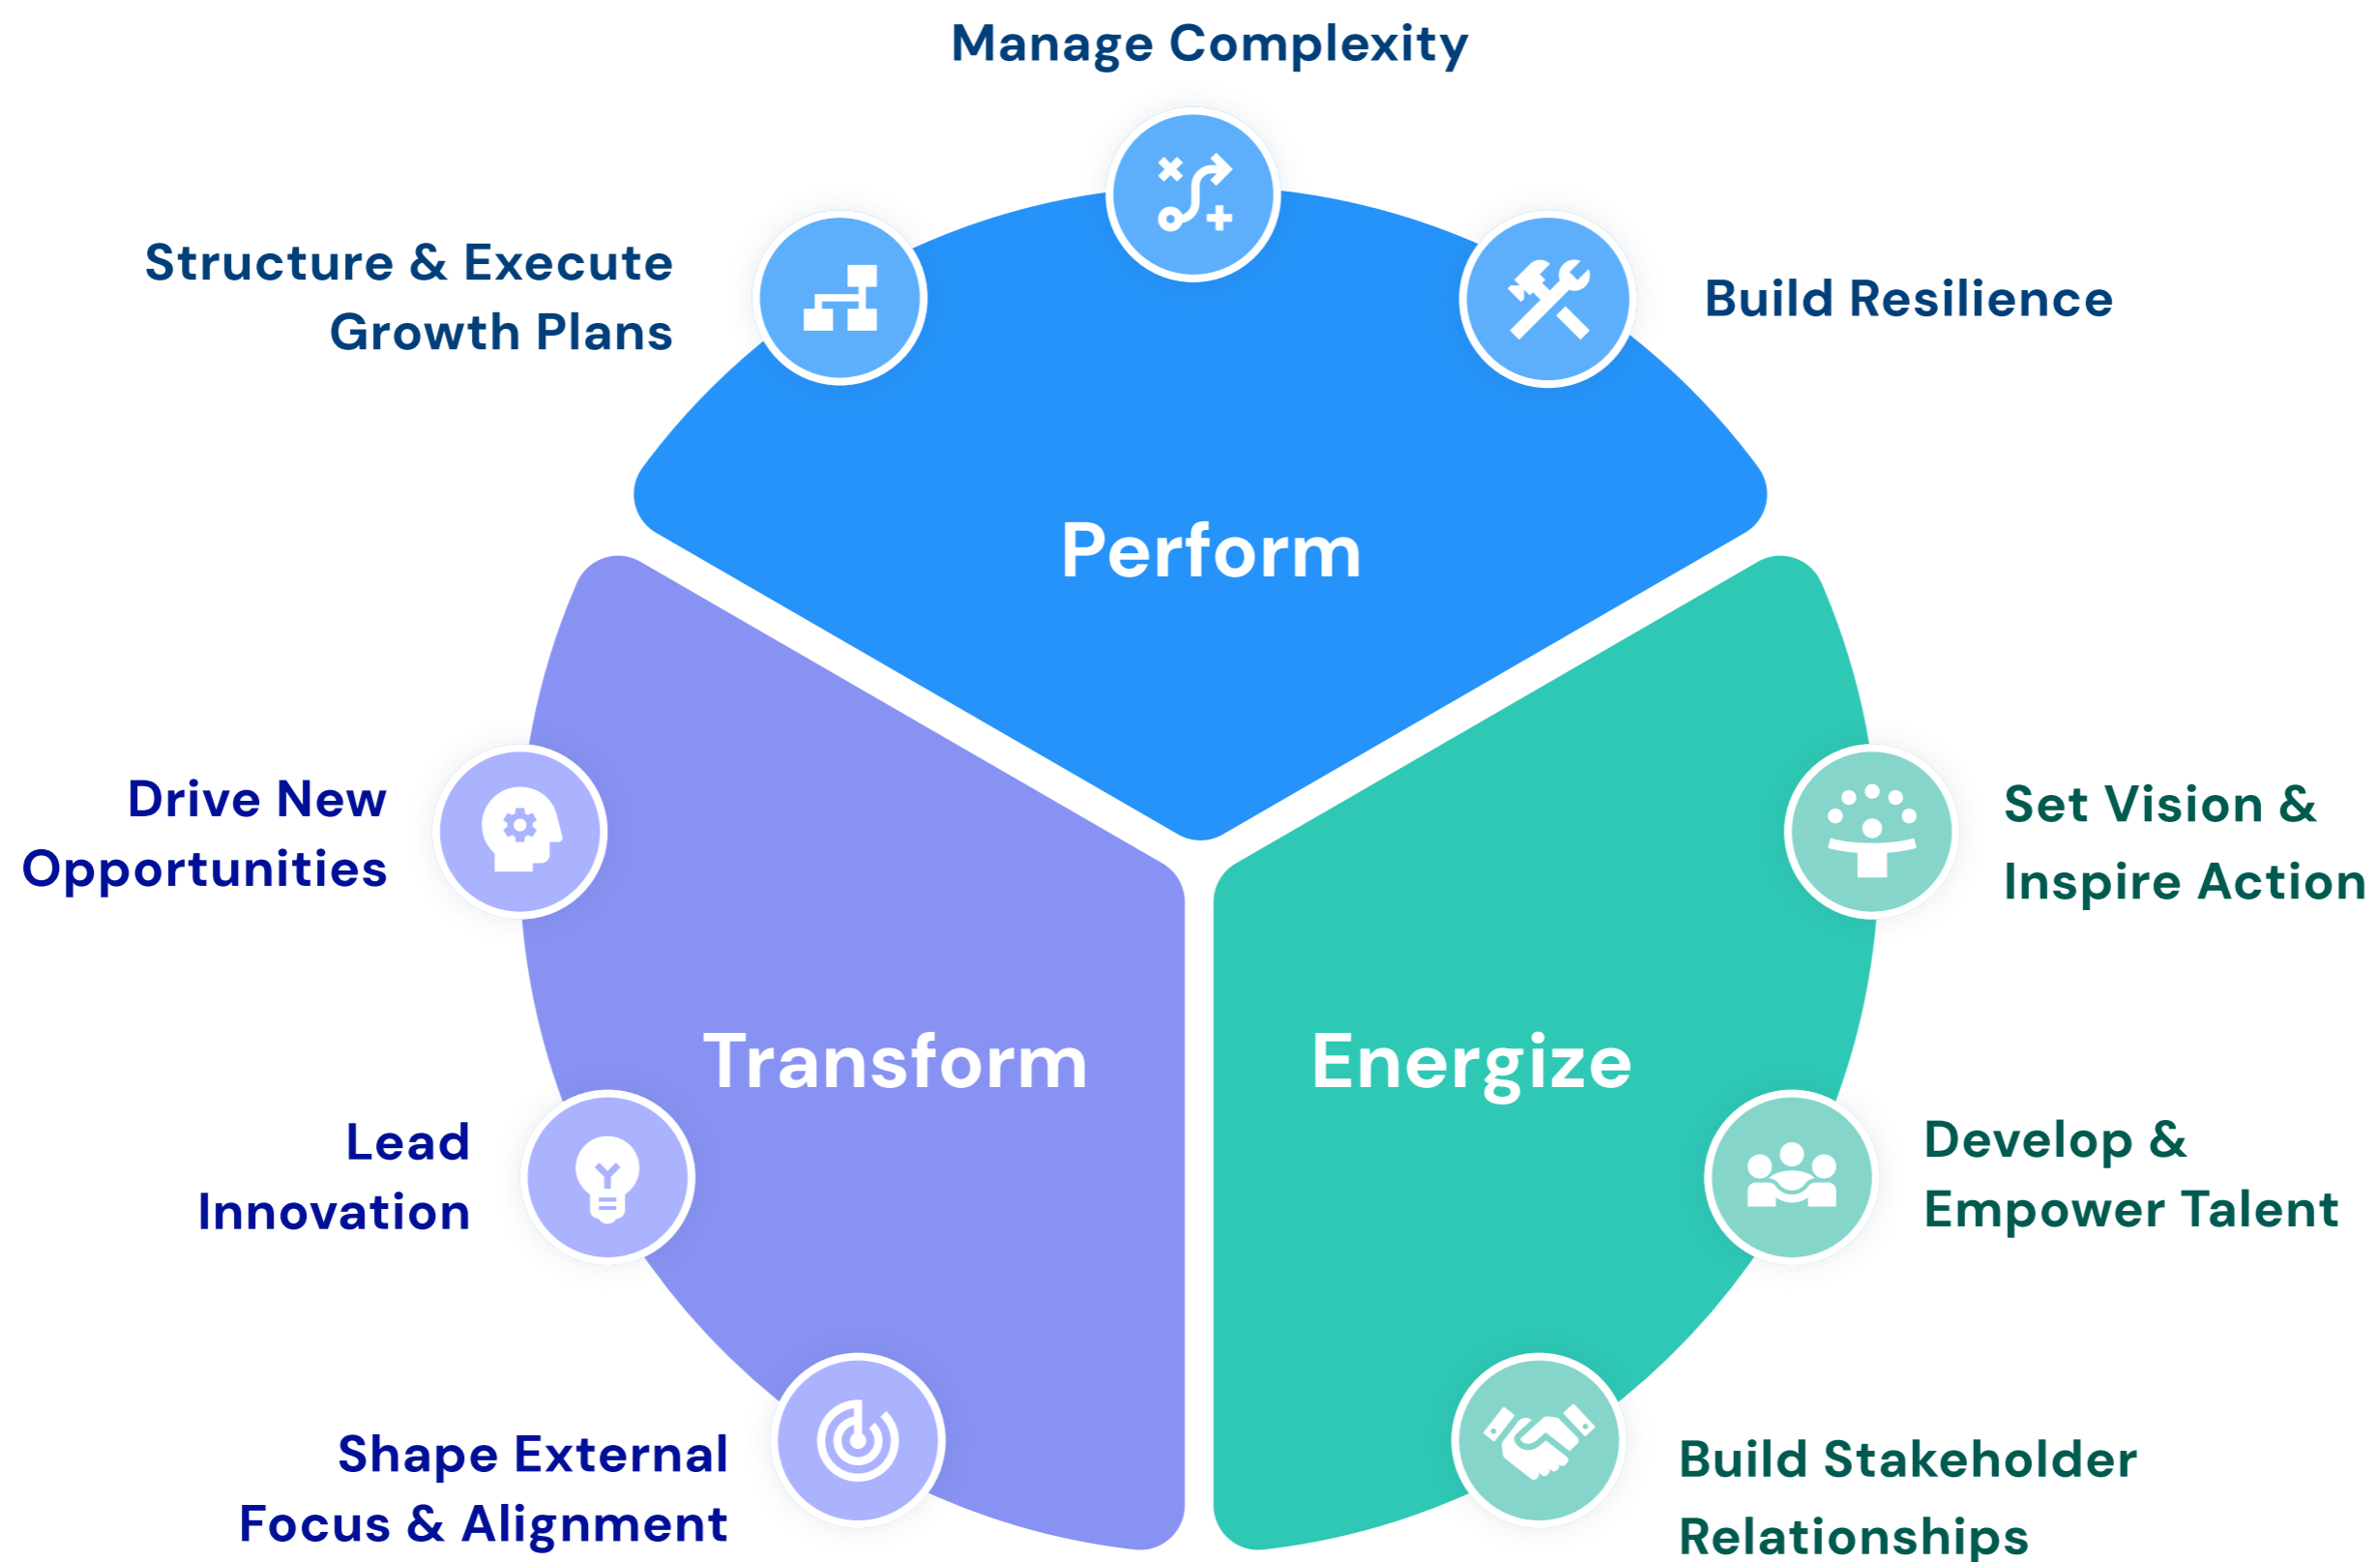 Manage Complexity
Structure & Execute
Growth Plans
Build Resilience
Perform
Drive New
Opportunities
Set Vision &
Inspire Action
Transform
Energize
Lead
Innovation
Develop &
Empower Talent
Shape External
Focus & Alignment
Build Stakeholder
Relationships